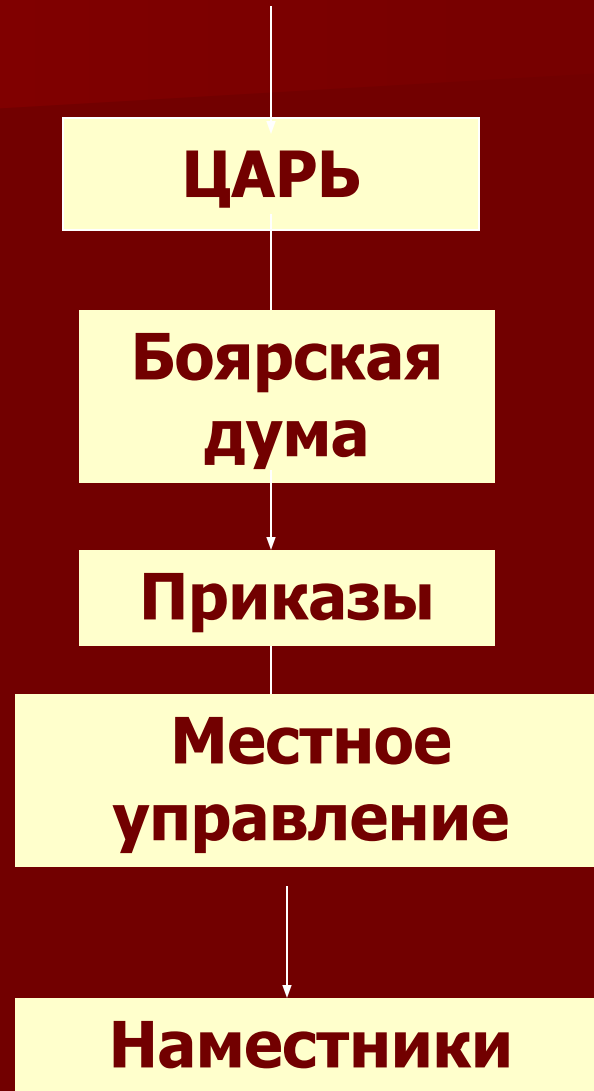 ЦАРЬ
Боярская
дума
Приказы
Местное
управление
Наместники